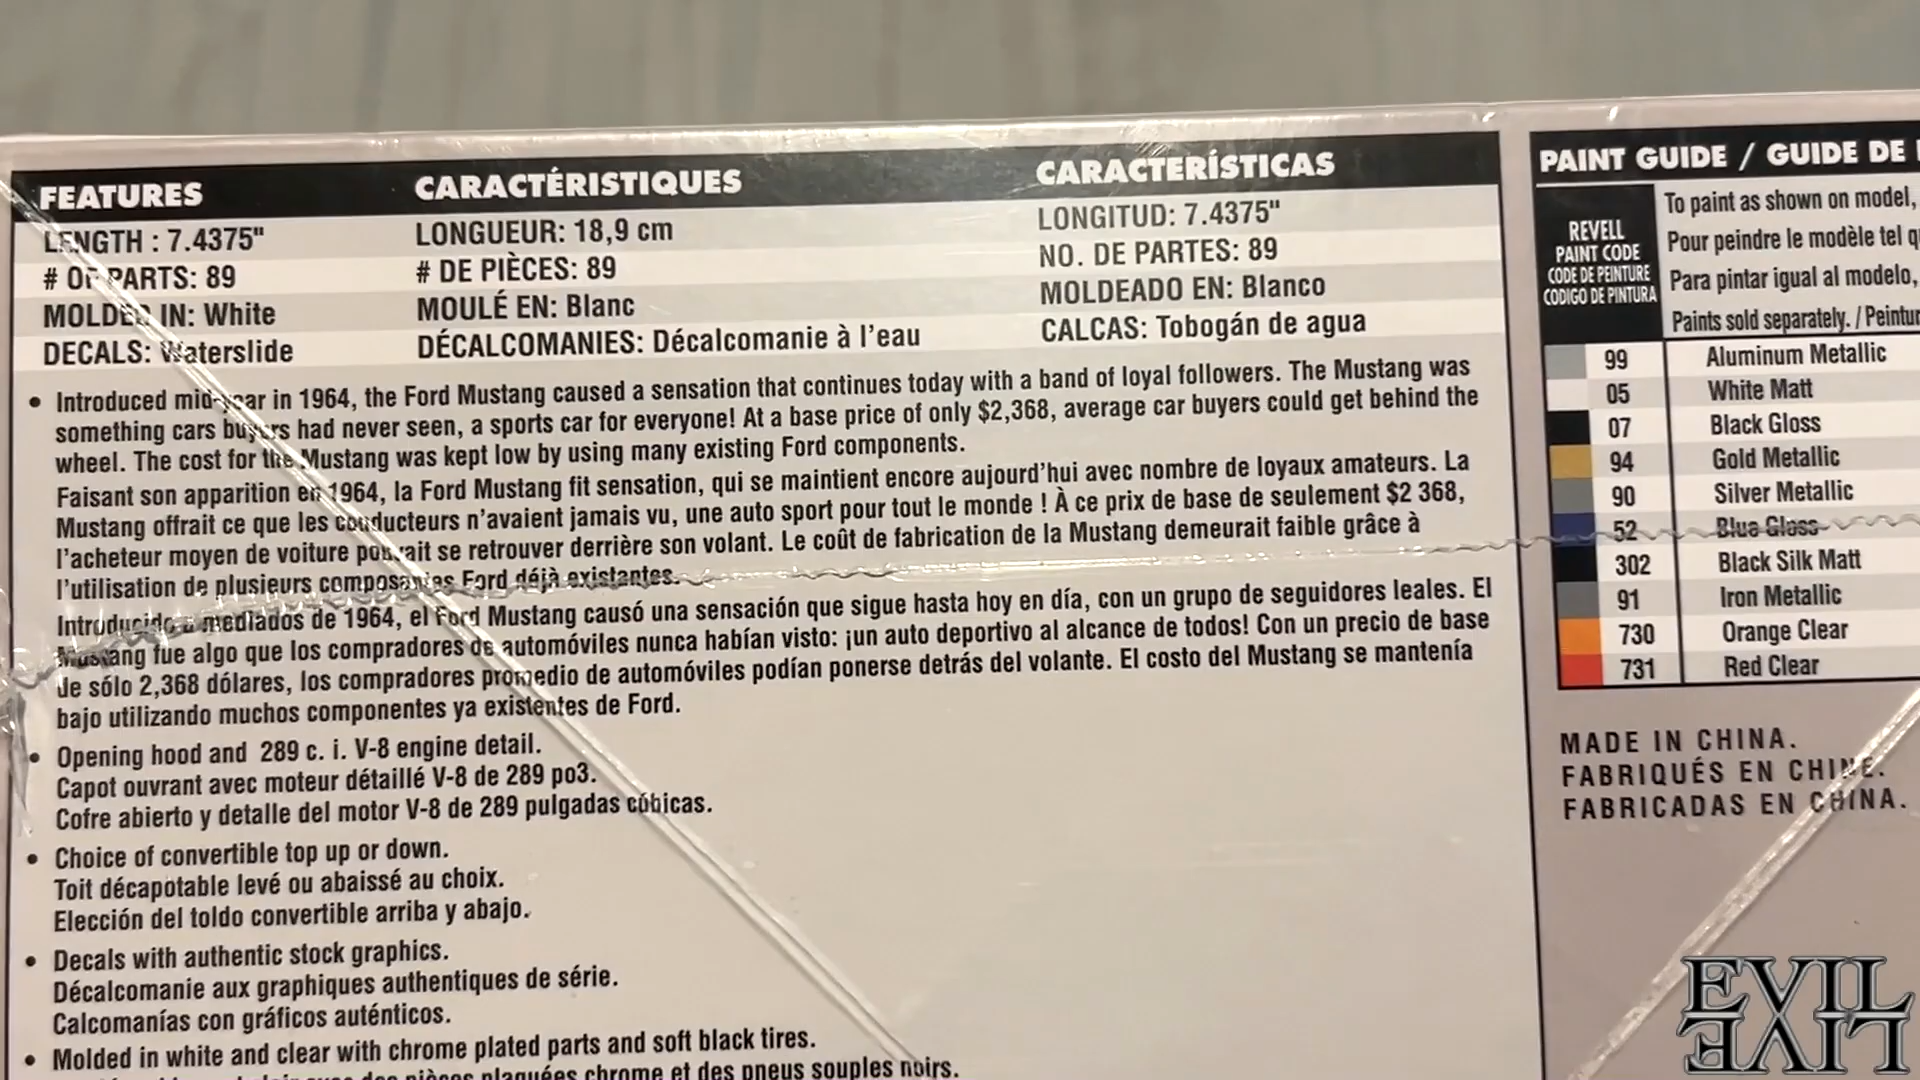 FEATURES
LENGTH : 7.4375"
# OF PARTS: 89
MOLDED IN: White
DECALS: Waterslide
CARACTÉRISTIQUES
LONGUEUR: 18,9 cm
# DE PIÈCES: 89
MOULÉ EN: Blanc
DÉCALCOMANIES: Décalcomanie à l'eau
CARACTERÍSTICAS
LONGITUD: 7.4375"
NO. DE PARTES: 89
MOLDEADO EN: Blanco
CALCAS: Tobogán de agua
• Introduced mid-year in 1964, the Ford Mustang caused a sensation that continues today with a band of loyal followers. The Mustang was
something cars buyers had never seen, a sports car for everyone! At a base price of only $2,368, average car buyers could get behind the
wheel. The cost for the Mustang was kept low by using many existing Ford components.
Faisant son apparition en 1964, la Ford Mustang fit sensation, qui se maintient encore aujourd'hui avec nombre de loyaux amateurs. La
Mustang offrait ce que les conducteurs n'avaient jamais vu, une auto sport pour tout le monde ! À ce prix de base de seulement $2 368,
l'acheteur moyen de voiture pouvait se retrouver derrière son volant. Le coût de fabrication de la Mustang demeurait faible grâce à
l'utilisation de plusieurs composantes Ford déjà existantes.
Introducido a mediados de 1964, el Ford Mustang causó una sensación que sigue hasta hoy en día, con un grupo de seguidores leales. El
Mustang fue algo que los compradores de automóviles nunca habían visto: ¡un auto deportivo al alcance de todos! Con un precio de base
de sólo 2,368 dólares, los compradores promedio de automóviles podían ponerse detrás del volante. El costo del Mustang se mantenía
bajo utilizando muchos componentes ya existentes de Ford.
• Opening hood and 289 c. i. V-8 engine detail.
Capot ouvrant avec moteur détaillé V-8 de 289 po3.
Cofre abierto y detalle del motor V-8 de 289 pulgadas cúbicas.
• Choice of convertible top up or down.
Toit décapotable levé ou abaissé au choix.
Elección del toldo convertible arriba y abajo.
• Decals with authentic stock graphics.
Décalcomanie aux graphiques authentiques de série.
Calcomanías con gráficos auténticos.
• Molded in white and clear with chrome plated parts and soft black tires.
pièces plaquées chrome et des pneus souples noirs.
PAINT GUIDE / GUIDE DE
REVELL
PAINT CODE
CODE DE PEINTURE
CODIGO DE PINTURA
To paint as shown on model,
Pour peindre le modèle tel
Para pintar igual al modelo,
Paints sold separately. /
99 Aluminum Metallic
05 White Matt
07 Black Gloss
94 Gold Metallic
90 Silver Metallic
52 Blue Gloss
302 Black Silk Matt
91 Iron Metallic
730 Orange Clear
731 Red Clear
MADE IN CHINA.
FABRIQUÉS EN CHINE.
FABRICADAS EN CHINA.
EVIL
EVIL